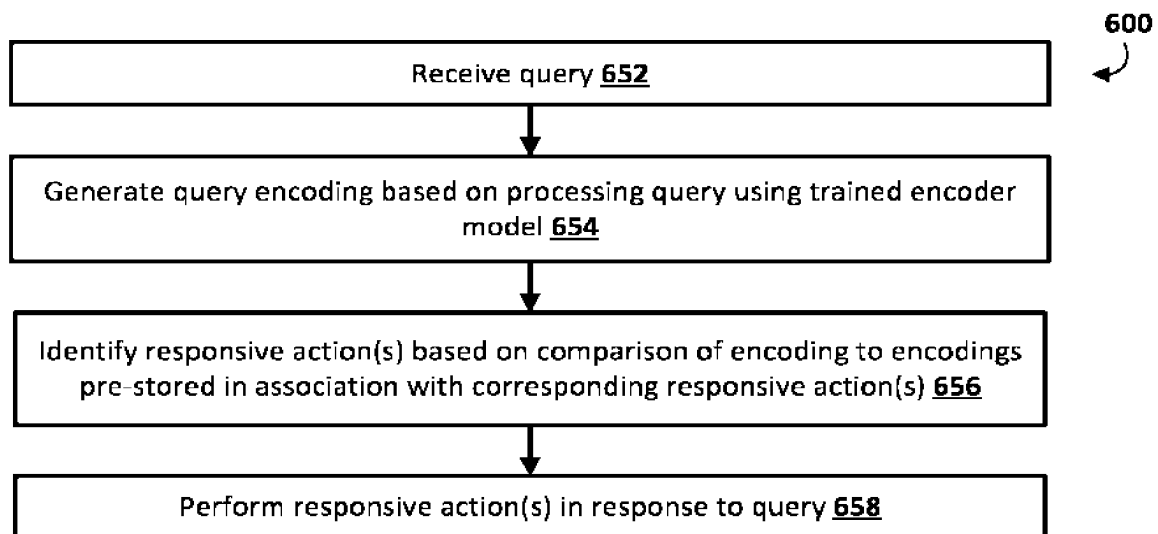 600
Receive query 652
Generate query encoding based on processing query using trained encoder
model 654
Identify responsive action(s) based on comparison of encoding to encodings
pre-stored in association with corresponding responsive action(s) 656
Perform responsive action(s) in response to query 658